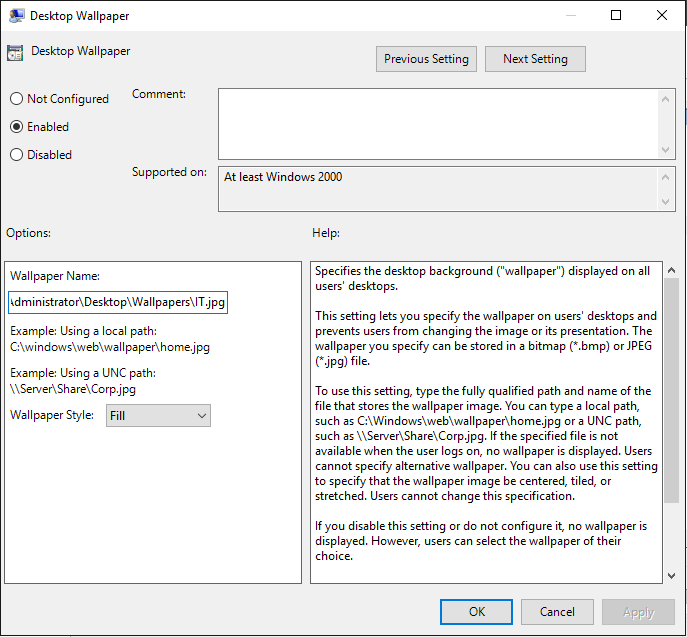 Desktop Wallpaper
Desktop Wallpaper
Previous Setting
Next Setting
Not Configured
Enabled
Disabled
Comment:
Supported on:
At least Windows 2000
Options:
Help:
Wallpaper Name:
\dministrator\Desktop\Wallpapers\IT.jpg
Example: Using a local path:
C:\windows\web\wallpaper\home.jpg
Example: Using a UNC path:
\\Server\Share\Corp.jpg
Wallpaper Style:
Fill
Specifies the desktop background ("wallpaper") displayed on all
users' desktops.
This setting lets you specify the wallpaper on users' desktops and
prevents users from changing the image or its presentation. The
wallpaper you specify can be stored in a bitmap (*.bmp) or JPEG
(*.jpg) file.
To use this setting, type the fully qualified path and name of the
file that stores the wallpaper image. You can type a local path,
such as C:\Windows\web\wallpaper\home.jpg or a UNC path,
such as \\Server\Share\Corp.jpg. If the specified file is not
available when the user logs on, no wallpaper is displayed. Users
cannot specify alternative wallpaper. You can also use this setting
to specify that the wallpaper image be centered, tiled, or
stretched. Users cannot change this specification.
If you disable this setting or do not configure it, no wallpaper is
displayed. However, users can select the wallpaper of their
choice.
OK
Cancel
Apply